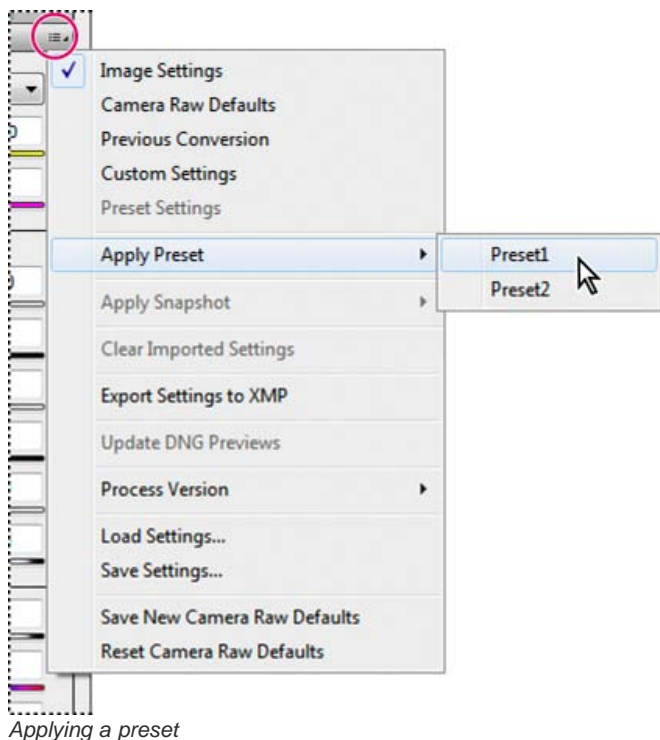 Image Settings
Camera Raw Defaults
Previous Conversion
Custom Settings
Preset Settings
Apply Preset
Preset1
Preset2
Apply Snapshot
Clear Imported Settings
Export Settings to XMP
Update DNG Previews
Process Version
Load Settings...
Save Settings...
Save New Camera Raw Defaults
Reset Camera Raw Defaults
Applying a preset